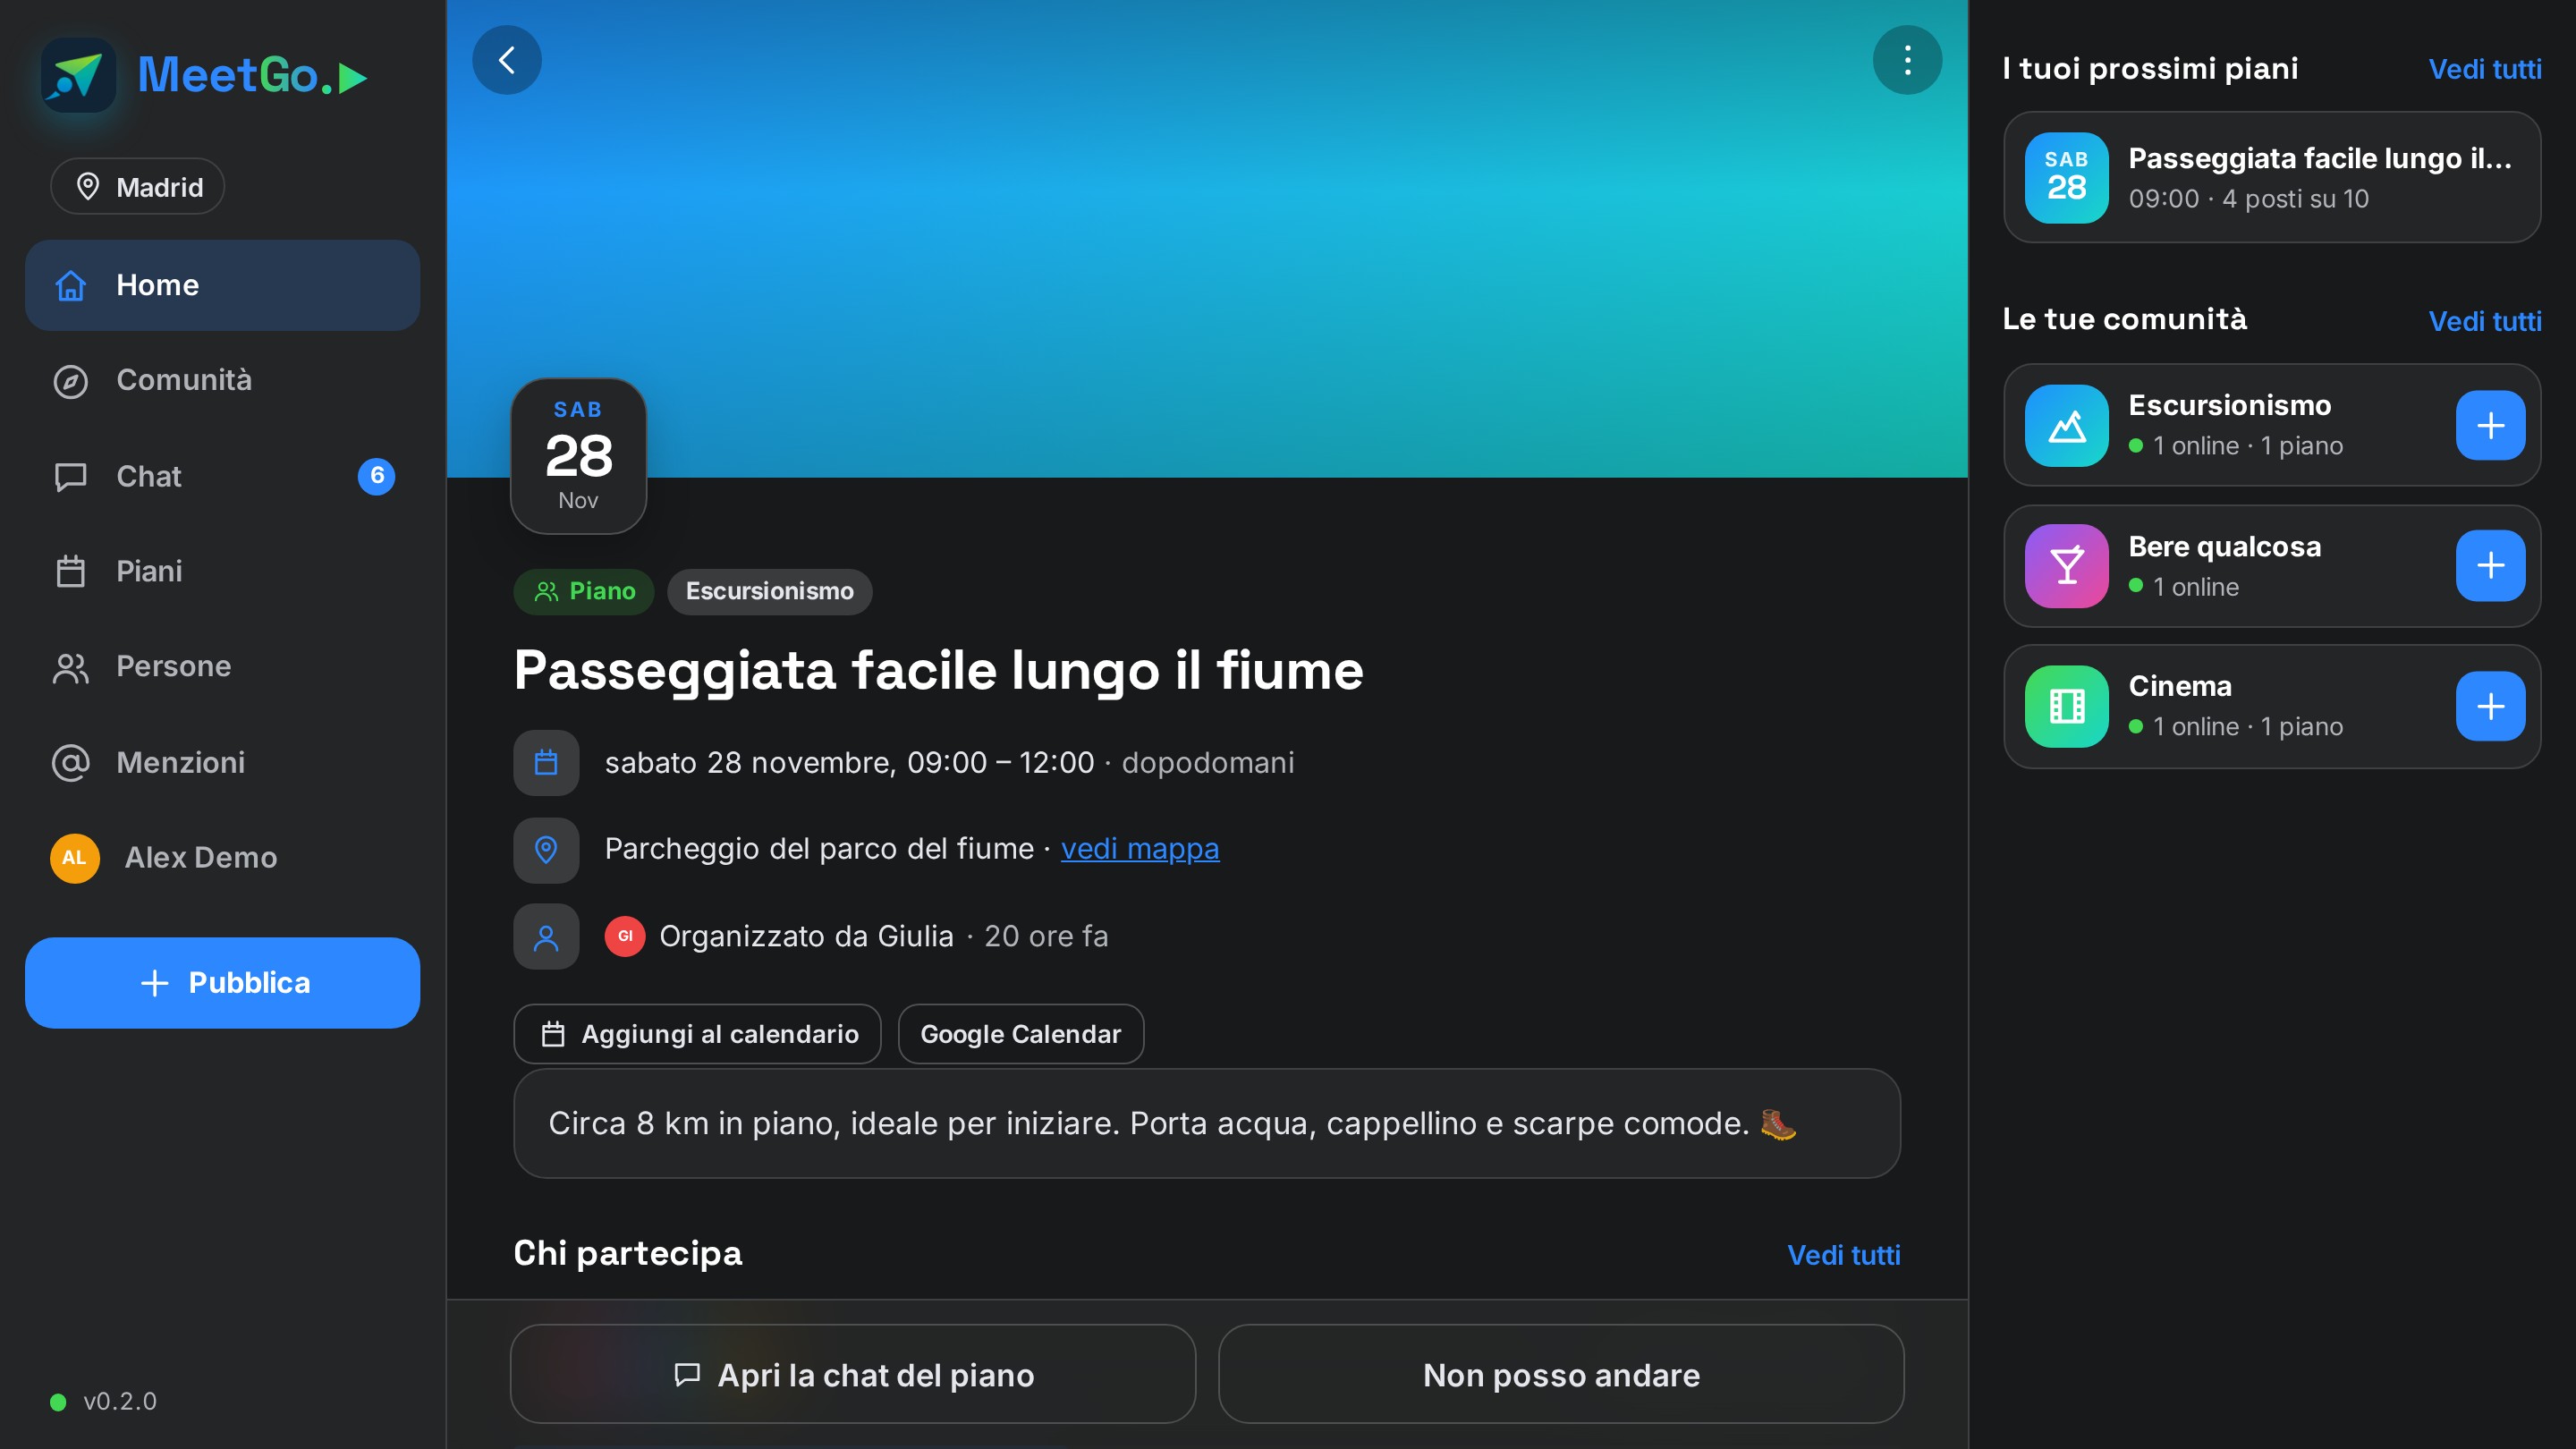 MeetGo.
Madrid
Home
Comunità
Chat
6
Piani
Persone
Menzioni
AL
Alex Demo
Pubblica
v0.2.0
SAB
28
Nov
Piano
Escursionismo
Passeggiata facile lungo il fiume
sabato 28 novembre, 09:00 – 12:00 · dopodomani
Parcheggio del parco del fiume · vedi mappa
GI
Organizzato da Giulia · 20 ore fa
Aggiungi al calendario
Google Calendar
Circa 8 km in piano, ideale per iniziare. Porta acqua, cappellino e scarpe comode. 🥾
Chi partecipa
Vedi tutti
Apri la chat del piano
Non posso andare
I tuoi prossimi piani
Vedi tutti
SAB
28
Passeggiata facile lungo il...
09:00 · 4 posti su 10
Le tue comunità
Vedi tutti
Escursionismo
1 online · 1 piano
Bere qualcosa
1 online
Cinema
1 online · 1 piano